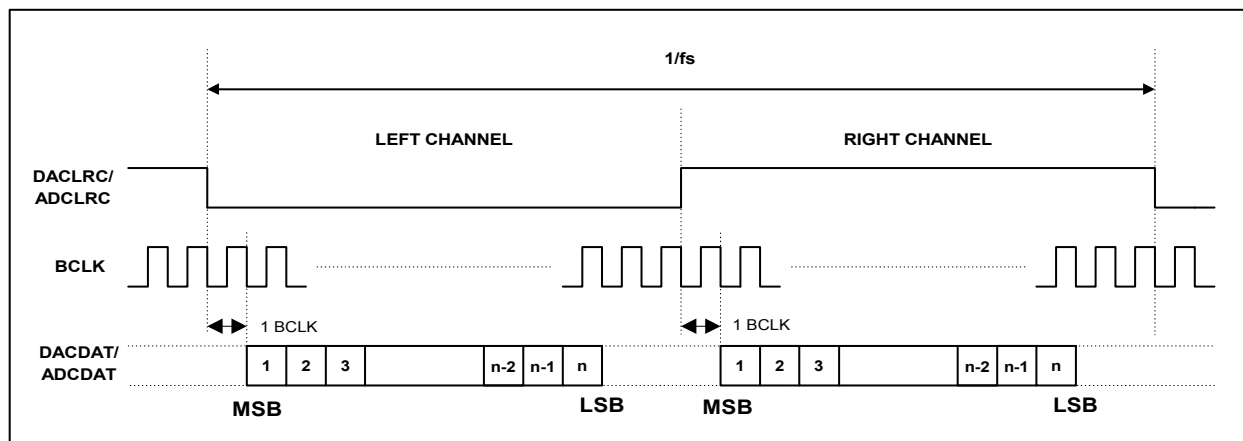 1/fs
LEFT CHANNEL
RIGHT CHANNEL
DACLRC/
ADCLRC
BCLK
1 BCLK
1 BCLK
DACDAT/
ADCDAT
1 2 3 n-2 n-1 n
1 2 3 n-2 n-1 n
MSB
LSB
MSB
LSB